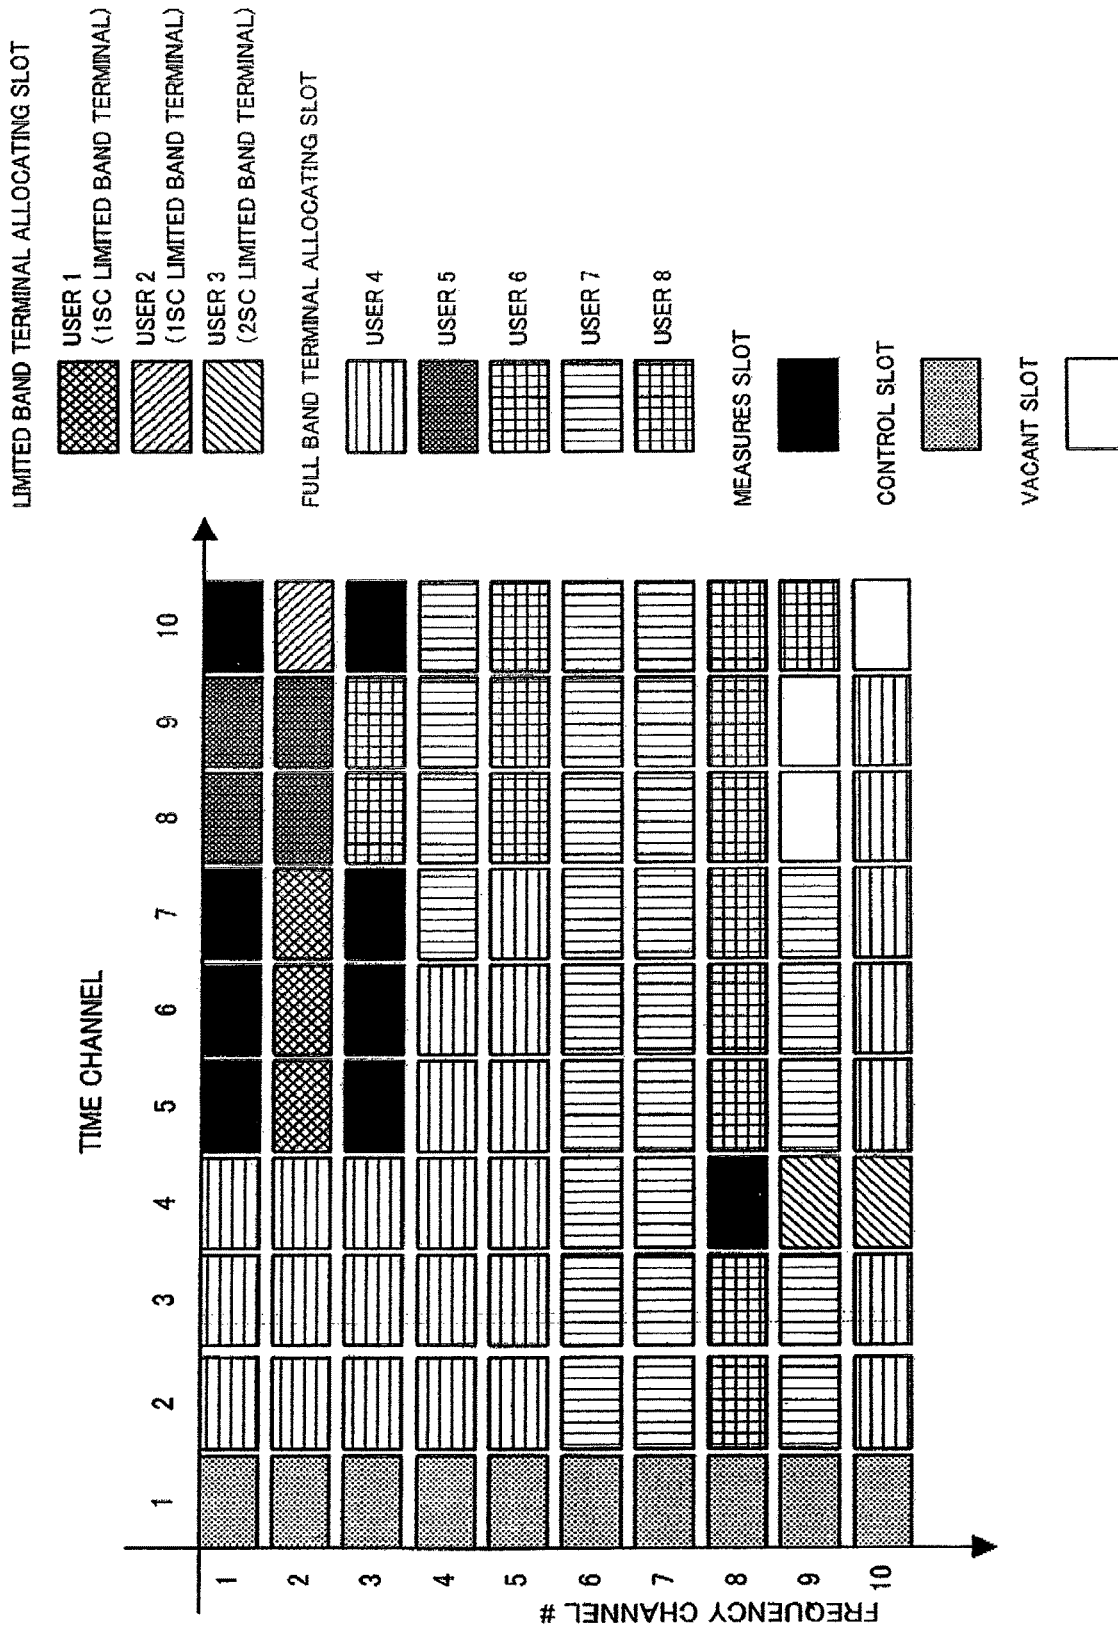 LIMITED BAND TERMINAL ALLOCATING SLOT
USER 1
(1SC LIMITED BAND TERMINAL)
USER 2
(1SC LIMITED BAND TERMINAL)
USER 3
(2SC LIMITED BAND TERMINAL)
FULL BAND TERMINAL ALLOCATING SLOT
USER 4
USER 5
USER 6
USER 7
USER 8
MEASURES SLOT
CONTROL SLOT
VACANT SLOT
TIME CHANNEL
1 2 3 4 5 6 7 8 9 10
FREQUENCY CHANNEL #
1
2
3
4
5
6
7
8
9
10